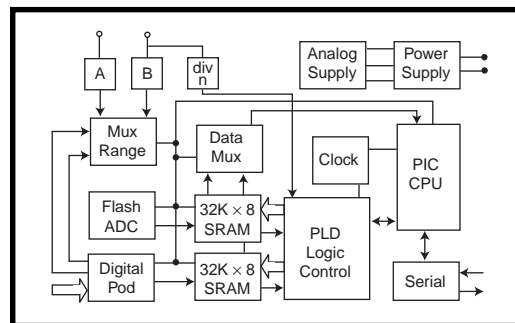 A
B
div
n
Analog
Supply
Power
Supply
Mux
Range
Data
Mux
Clock
PIC
CPU
Flash
ADC
32K × 8
SRAM
PLD
Logic
Control
Digital
Pod
32K × 8
SRAM
Serial